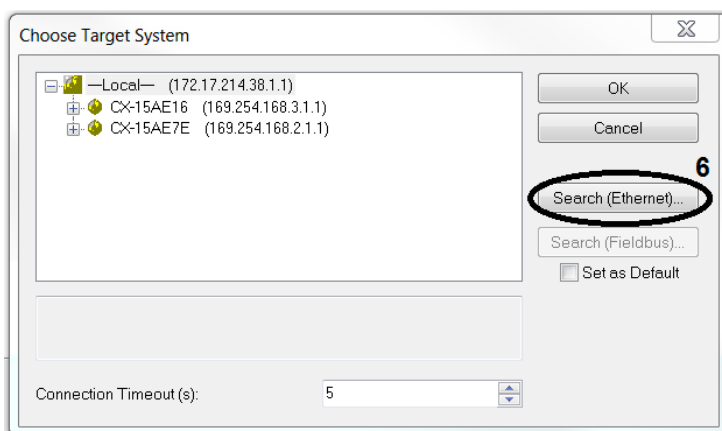 Choose Target System
—Local— (172.17.214.38.1.1)
CX-15AE16 (169.254.168.3.1.1)
CX-15AE7E (169.254.168.2.1.1)
OK
Cancel
6
Search (Ethernet)...
Search (Fieldbus)...
Set as Default
Connection Timeout (s):
5